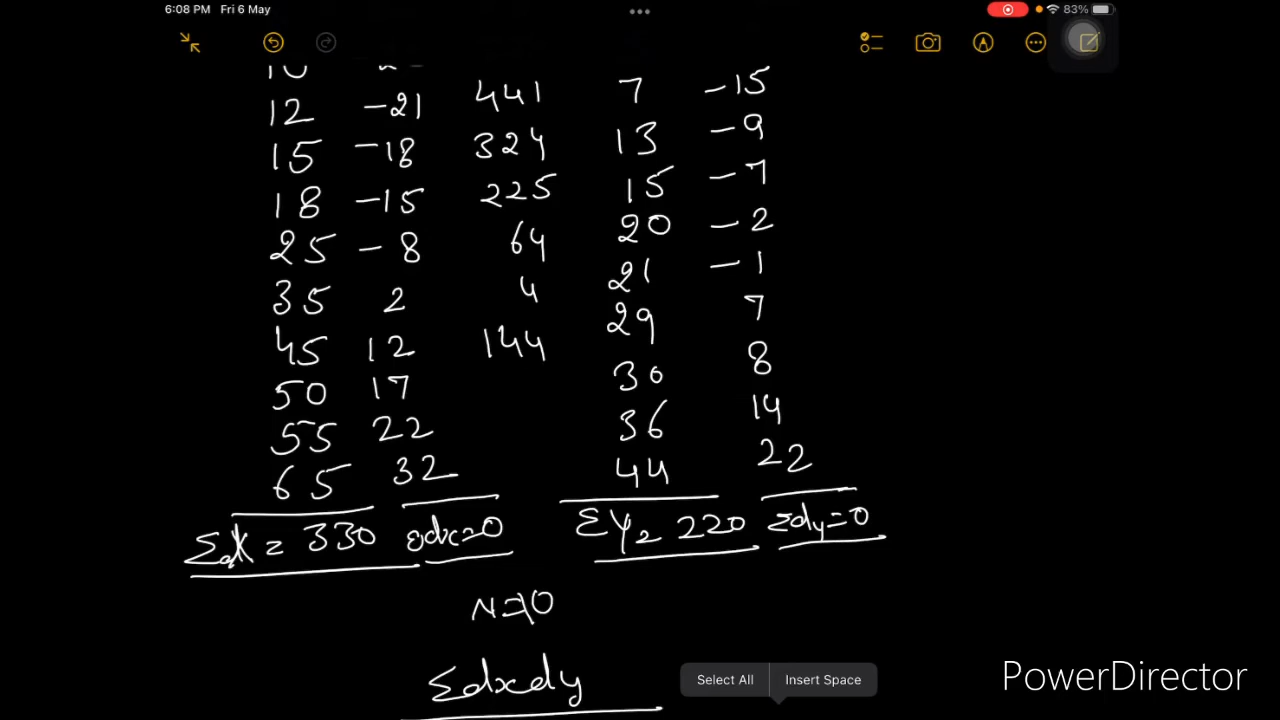 6:08 PM Fri 6 May 83%
12 -21 441 7 -15
15 -18 324 13 -9
18 -15 225 15 -7
25 -8 64 20 -2
35 2 4 21 -1
45 12 144 29 7
50 17 30 8
55 22 36 14
65 32 44 22
= 330 dx=0 ΣY = 220 Σdy=0
Σdxdy
Select All Insert Space
PowerDirector